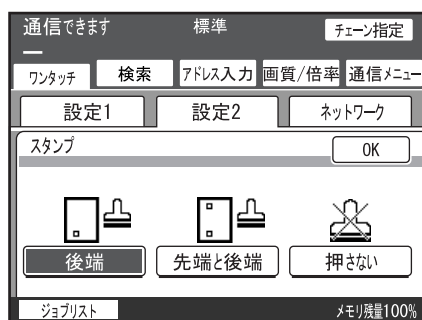 通信できます 標準 チェーン指定
ワンタッチ 検索 アドレス入力 画質/倍率 通信メニュー
設定1 設定2 ネットワーク
スタンプ OK
後端 先端と後端 押さない
ジョブリスト メモリ残量100%